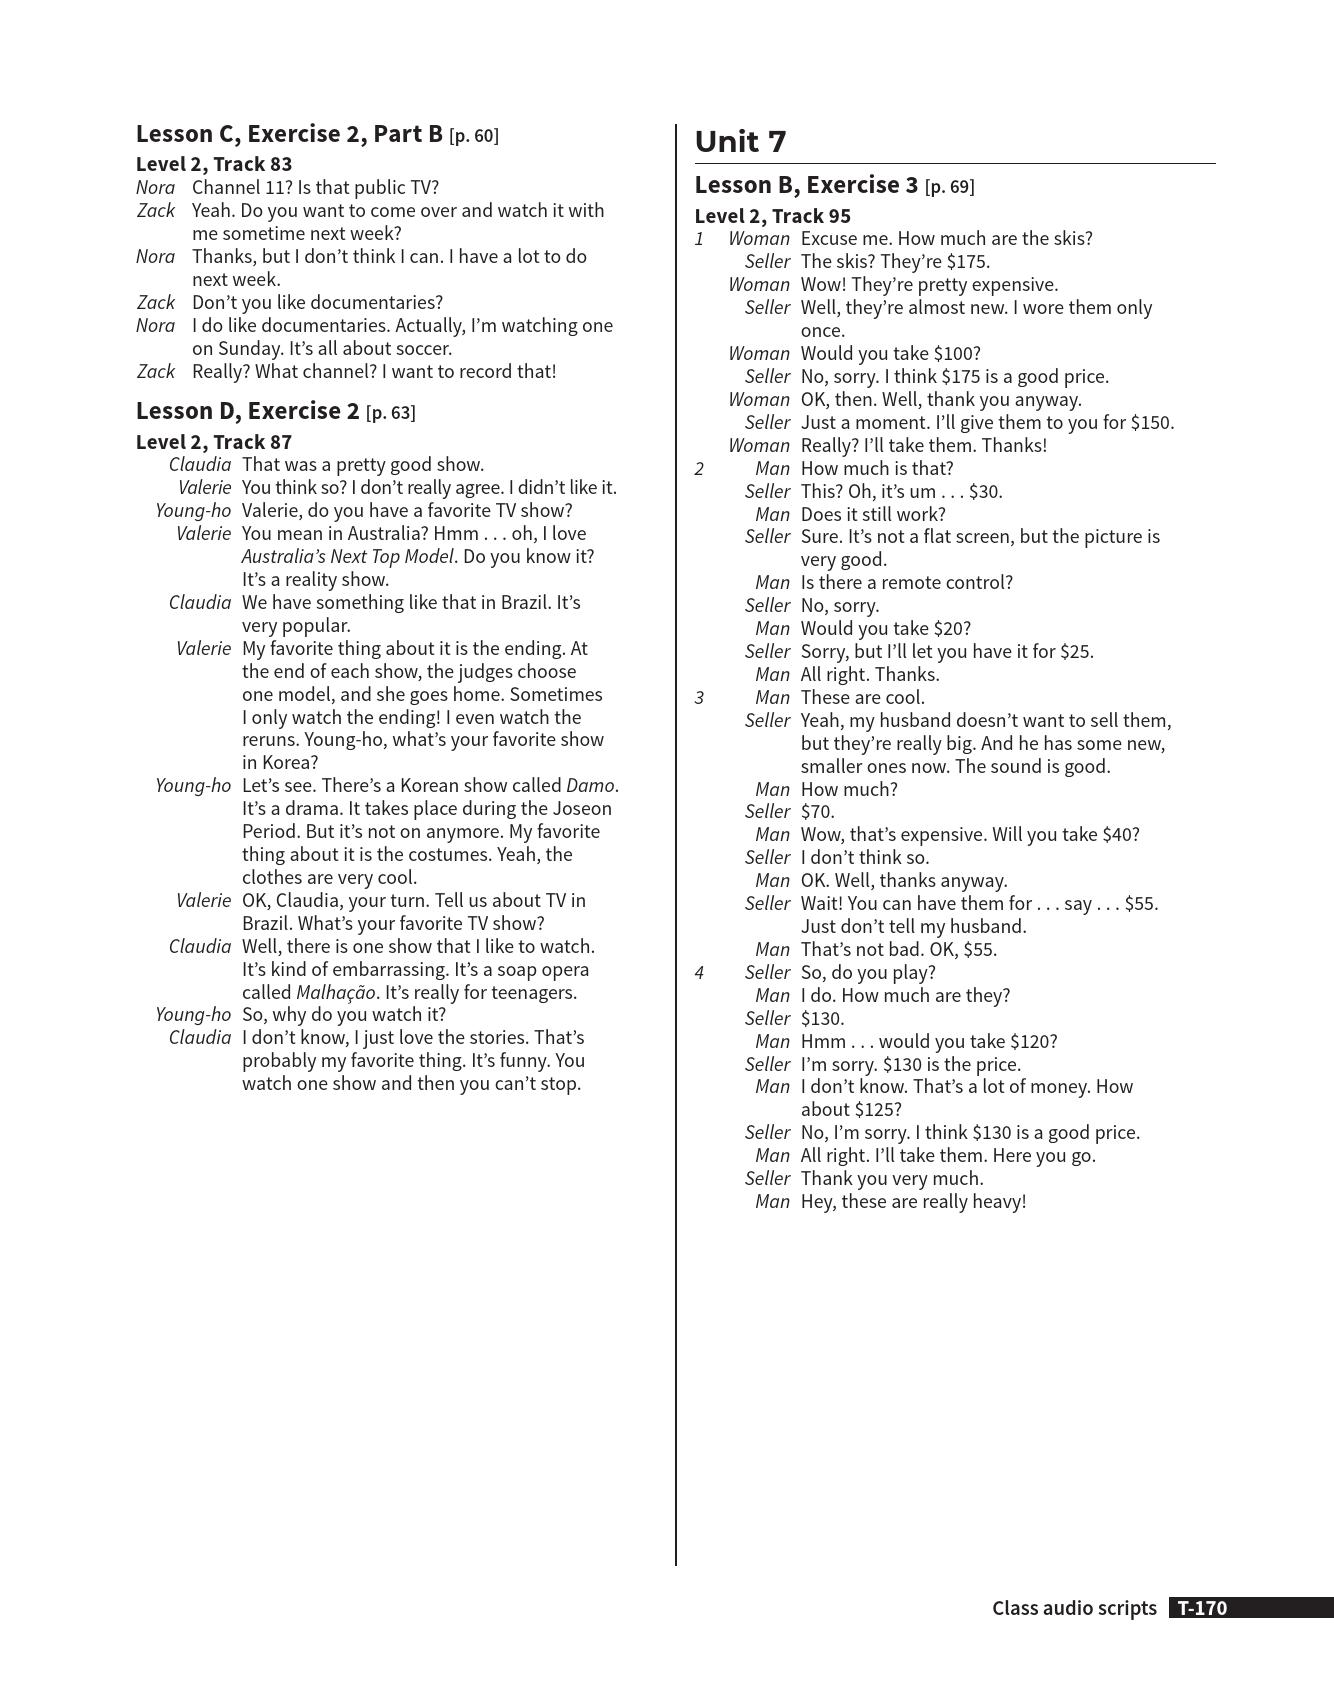 Lesson C, Exercise 2, Part B [p. 60]
Level 2, Track 83
Nora Channel 11? Is that public TV?
Zack Yeah. Do you want to come over and watch it with
me sometime next week?
Nora Thanks, but I don’t think I can. I have a lot to do
next week.
Zack Don’t you like documentaries?
Nora I do like documentaries. Actually, I’m watching one
on Sunday. It’s all about soccer.
Zack Really? What channel? I want to record that!
Lesson D, Exercise 2 [p. 63]
Level 2, Track 87
Claudia That was a pretty good show.
Valerie You think so? I don’t really agree. I didn’t like it.
Young-ho Valerie, do you have a favorite TV show?
Valerie You mean in Australia? Hmm . . . oh, I love
Australia’s Next Top Model. Do you know it?
It’s a reality show.
Claudia We have something like that in Brazil. It’s
very popular.
Valerie My favorite thing about it is the ending. At
the end of each show, the judges choose
one model, and she goes home. Sometimes
I only watch the ending! I even watch the
reruns. Young-ho, what’s your favorite show
in Korea?
Young-ho Let’s see. There’s a Korean show called Damo.
It’s a drama. It takes place during the Joseon
Period. But it’s not on anymore. My favorite
thing about it is the costumes. Yeah, the
clothes are very cool.
Valerie OK, Claudia, your turn. Tell us about TV in
Brazil. What’s your favorite TV show?
Claudia Well, there is one show that I like to watch.
It’s kind of embarrassing. It’s a soap opera
called Malhação. It’s really for teenagers.
Young-ho So, why do you watch it?
Claudia I don’t know, I just love the stories. That’s
probably my favorite thing. It’s funny. You
watch one show and then you can’t stop.
Unit 7
Lesson B, Exercise 3 [p. 69]
Level 2, Track 95
1 Woman Excuse me. How much are the skis?
Seller The skis? They’re $175.
Woman Wow! They’re pretty expensive.
Seller Well, they’re almost new. I wore them only
once.
Woman Would you take $100?
Seller No, sorry. I think $175 is a good price.
Woman OK, then. Well, thank you anyway.
Seller Just a moment. I’ll give them to you for $150.
Woman Really? I’ll take them. Thanks!
2 Man How much is that?
Seller This? Oh, it’s um . . . $30.
Man Does it still work?
Seller Sure. It’s not a flat screen, but the picture is
very good.
Man Is there a remote control?
Seller No, sorry.
Man Would you take $20?
Seller Sorry, but I’ll let you have it for $25.
Man All right. Thanks.
3 Man These are cool.
Seller Yeah, my husband doesn’t want to sell them,
but they’re really big. And he has some new,
smaller ones now. The sound is good.
Man How much?
Seller $70.
Man Wow, that’s expensive. Will you take $40?
Seller I don’t think so.
Man OK. Well, thanks anyway.
Seller Wait! You can have them for . . . say . . . $55.
Just don’t tell my husband.
Man That’s not bad. OK, $55.
4 Seller So, do you play?
Man I do. How much are they?
Seller $130.
Man Hmm . . . would you take $120?
Seller I’m sorry. $130 is the price.
Man I don’t know. That’s a lot of money. How
about $125?
Seller No, I’m sorry. I think $130 is a good price.
Man All right. I’ll take them. Here you go.
Seller Thank you very much.
Man Hey, these are really heavy!
Class audio scripts T-170